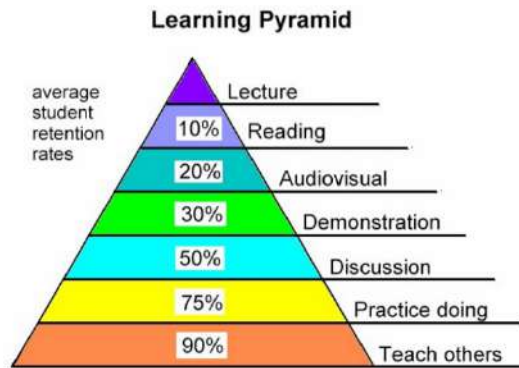 Learning Pyramid
average
student
retention
rates
Lecture
10% Reading
20% Audiovisual
30% Demonstration
50% Discussion
75% Practice doing
90% Teach others